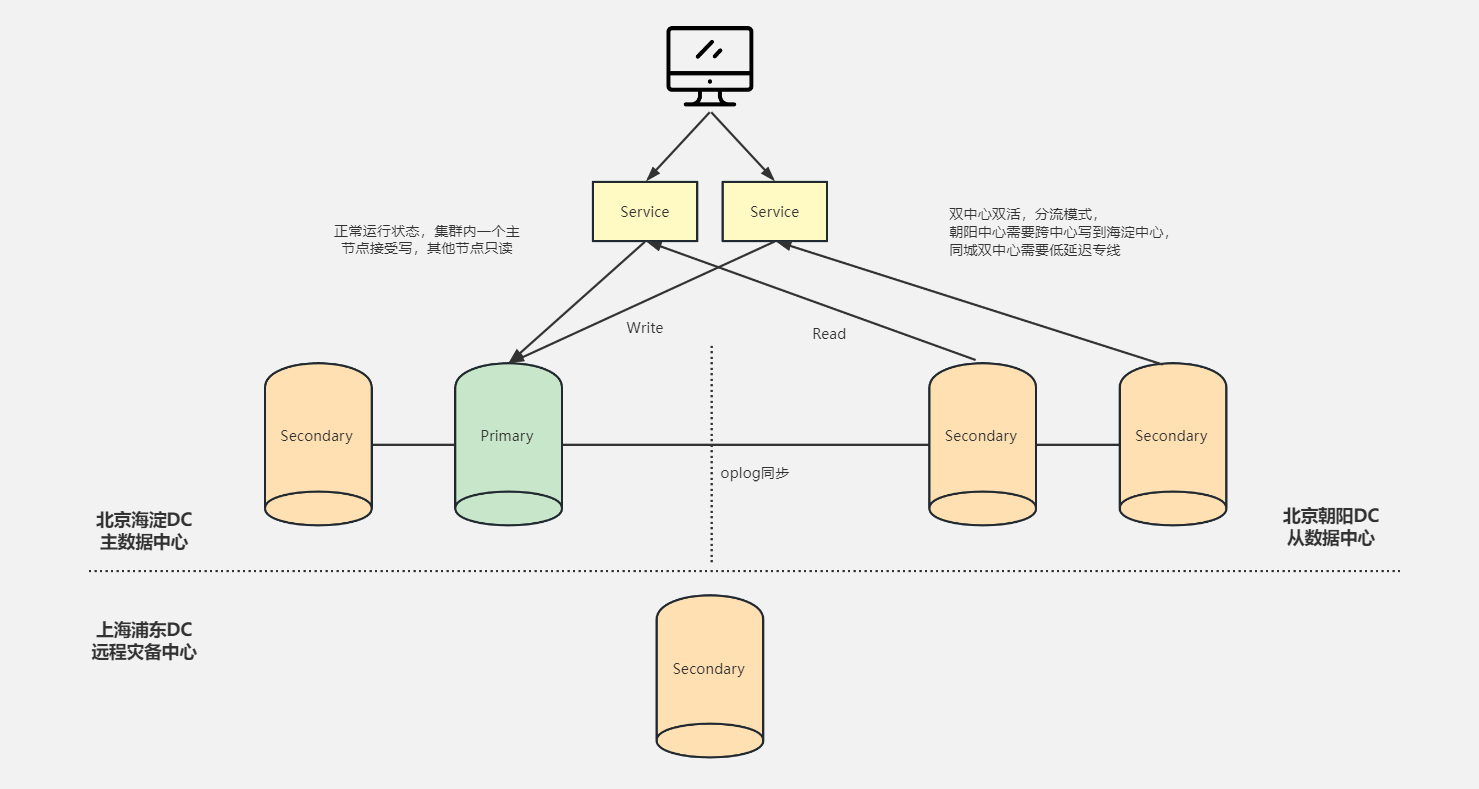 Service
Service
正常运行状态，集群内一个主
节点接受写，其他节点只读
双中心双活，分流模式，
朝阳中心需要跨中心写到海淀中心，
同城双中心需要低延迟专线
Write
Read
Secondary
Primary
Secondary
Secondary
oplog同步
北京海淀DC
主数据中心
北京朝阳DC
从数据中心
上海浦东DC
远程灾备中心
Secondary